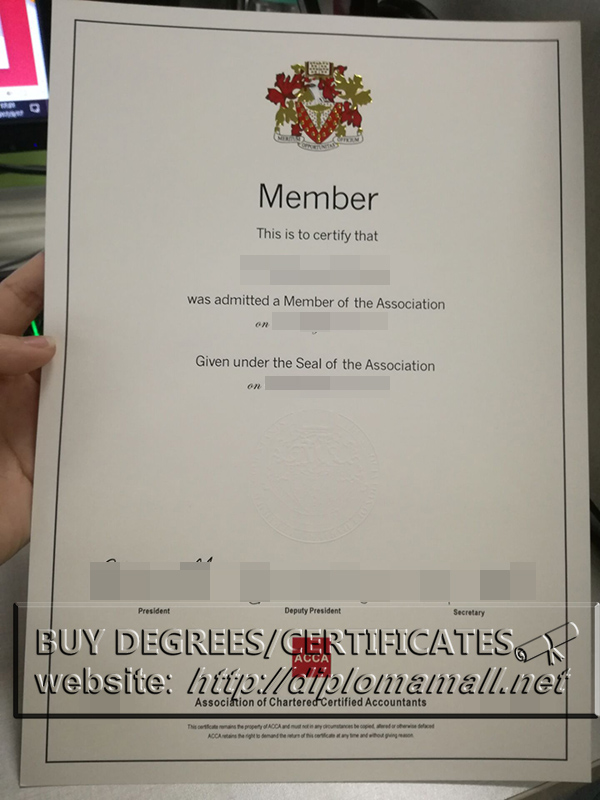 MERITUM OPPORTUNITAS OFFICIUM
Member
This is to certify that
was admitted a Member of the Association
on
Given under the Seal of the Association
on
President Deputy President Secretary
BUY DEGREES/CERTIFICATES
ACCA
website: http://diplomamall.net
Association of Chartered Certified Accountants
This certificate remains the property of ACCA and must not in any circumstances be copied, altered or otherwise defaced
ACCA retains the right to demand the return of this certificate at any time and without giving reason.